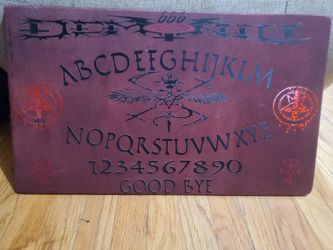 666
ABCDEFGHIJKLM
NOPQRSTUVWXYZ
1234567890
GOOD BYE